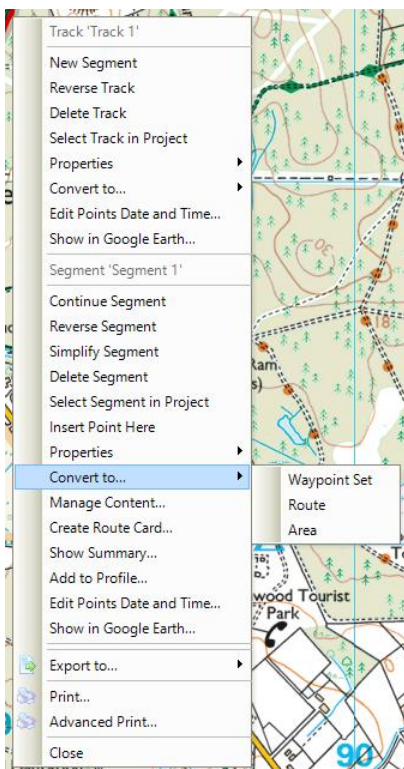 Track 'Track 1'
New Segment
Reverse Track
Delete Track
Select Track in Project
Properties
Convert to...
Edit Points Date and Time...
Show in Google Earth...
Segment 'Segment 1'
Continue Segment
Reverse Segment
Simplify Segment
Delete Segment
Select Segment in Project
Insert Point Here
Properties
Convert to...
Waypoint Set
Route
Area
Manage Content...
Create Route Card...
Show Summary...
Add to Profile...
Edit Points Date and Time...
Show in Google Earth...
Export to...
Print...
Advanced Print...
Close
30
18
Ram
s)
wood Tourist
Park
90